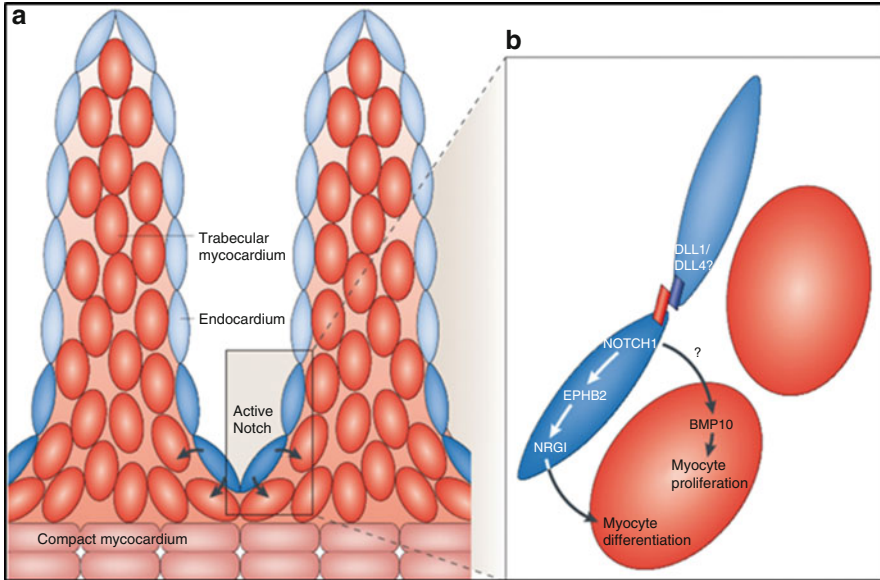 a
Trabecular
mycocardium
Endocardium
Active
Notch
Compact mycocardium
b
DLL1/
DLL4?
NOTCH1
?
EPHB2
NRGI
BMP10
Myocyte
proliferation
Myocyte
differentiation